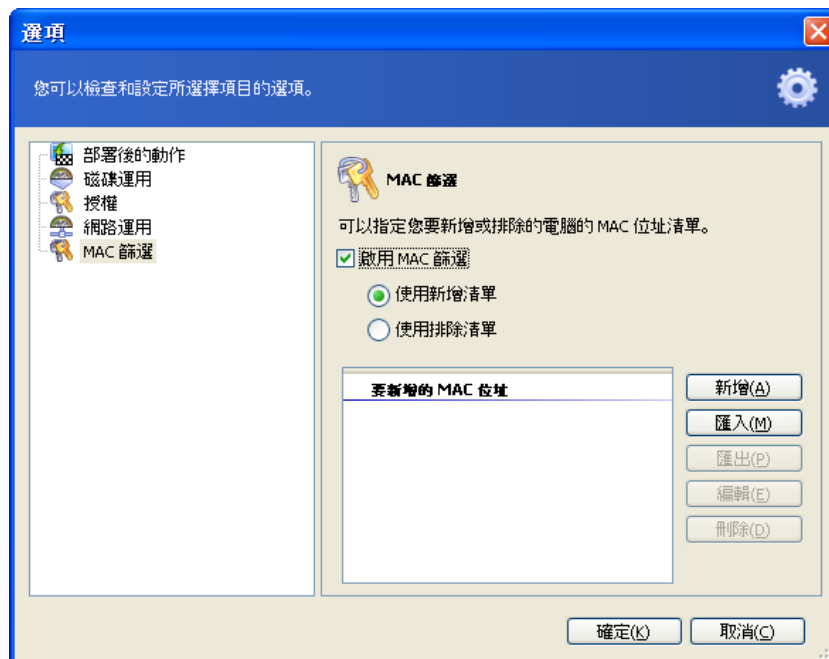 選項
您可以檢查和設定所選擇項目的選項。
部署後的動作
磁碟運用
授權
網路運用
MAC 篩選
MAC 篩選
可以指定您要新增或排除的電腦的 MAC 位址清單。
啟用 MAC 篩選
使用新增清單
使用排除清單
要新增的 MAC 位址
新增(A)
匯入(M)
匯出(P)
編輯(E)
刪除(D)
確定(K)
取消(C)